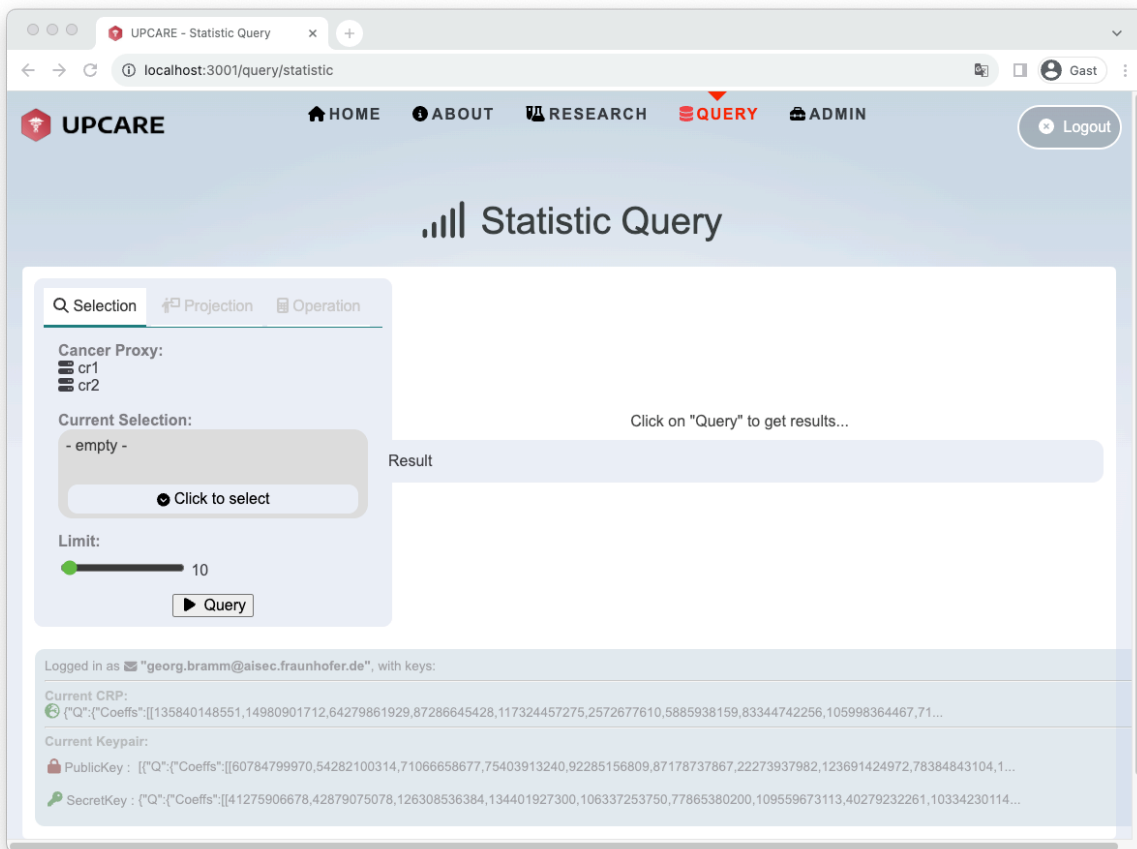 UPCARE - Statistic Query
localhost:3001/query/statistic
Gast
UPCARE
HOME
ABOUT
RESEARCH
QUERY
ADMIN
Logout
Statistic Query
Selection
Projection
Operation
Cancer Proxy:
cr1
cr2
Current Selection:
- empty -
Click to select
Limit:
10
Query
Click on "Query" to get results...
Result
Logged in as "georg.bramm@aisec.fraunhofer.de", with keys:
Current CRP:
{"Q":{"Coeffs":[[135840148551,14980901712,64279861929,87286645428,117324457275,2572677610,5885938159,83344742256,105998364467,71...
Current Keypair:
PublicKey : [{"Q":{"Coeffs":[[60784799970,54282100314,71066658677,75403913240,92285156809,87178737867,22273937982,123691424972,78384843104,1...
SecretKey : {"Q":{"Coeffs":[[41275906678,42879075078,126308536384,134401927300,106337253750,77865380200,109559673113,40279232261,10334230114...